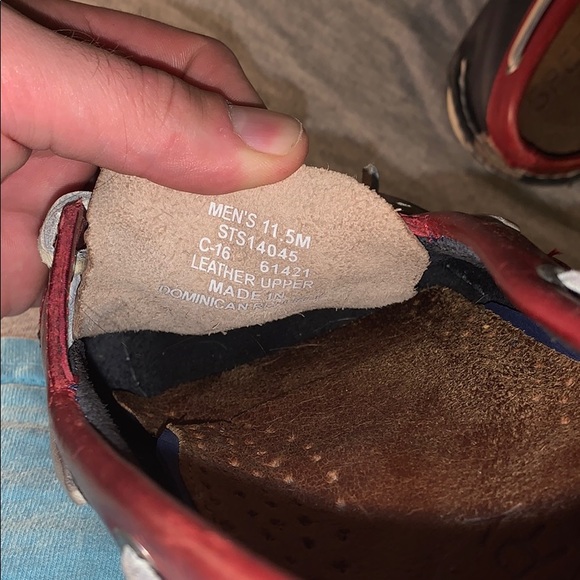 MEN'S 11.5M
STS14045
C-16 61421
LEATHER UPPER
MADE IN
DOMINICAN